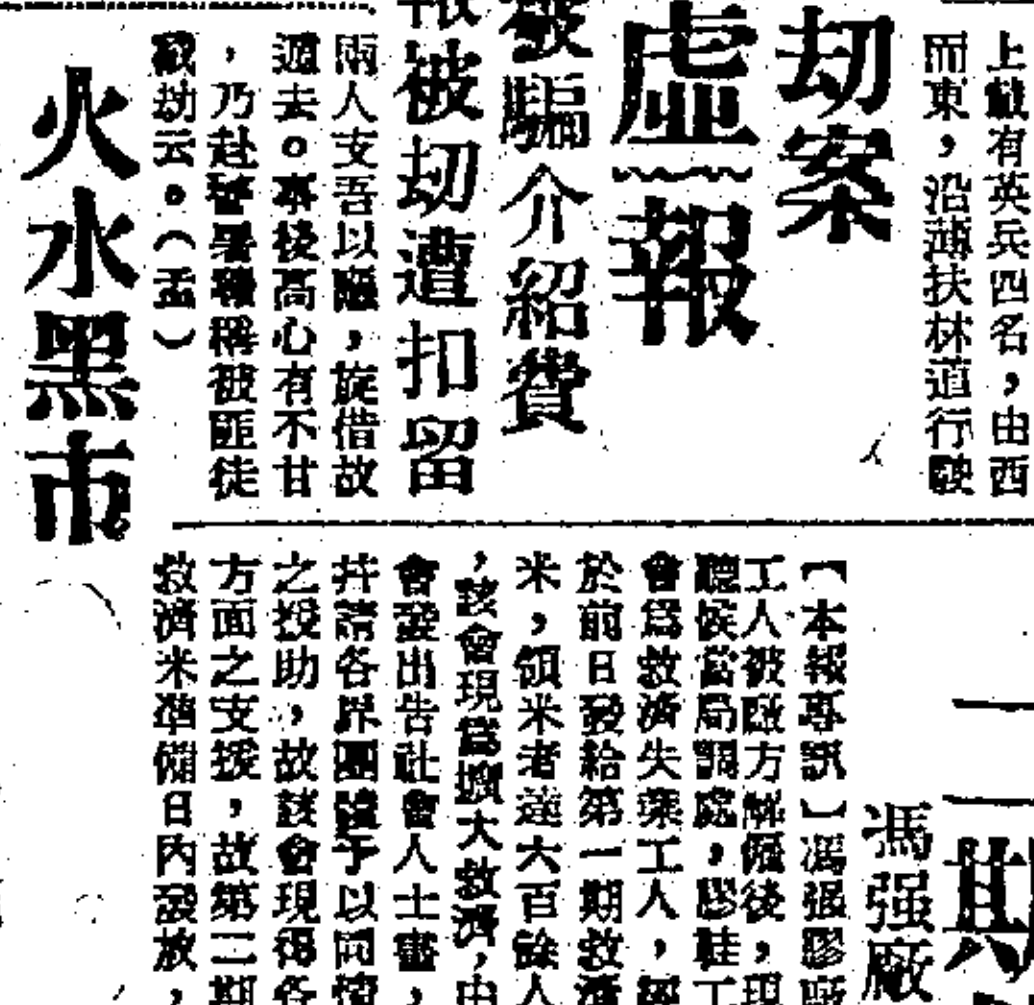 上載有英兵四名，由西
而東，沿薄扶林道行駛
劫案
虛報
被騙介紹費
報被劫遭扣留
兩人支吾以對，旋借故
遁去。事後高心有不甘
，乃赴警署報稱被匪徒
截劫云。（孟）
火水黑市
馮强廠
【本報專訊】馮强膠廠
工人被廠方解僱後，現
聽候當局調處，膠鞋工
會爲救濟失業工人，經
於前日發給第一期救濟
米，領米者達六百餘人
，該會現爲擴大救濟，由
會發出告社會人士書，
并請各界團體予以同情
之授助，故該會現得各
方面之支援，故第二期
救濟米準備日內發放，